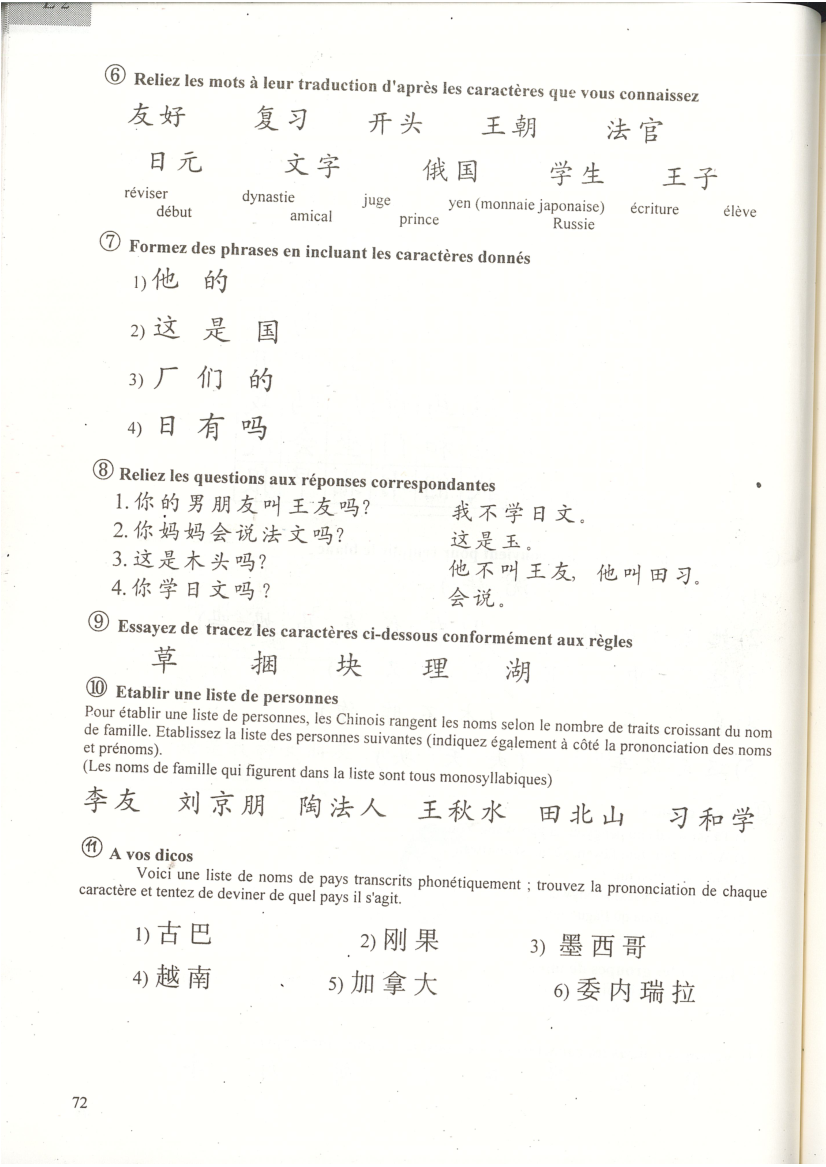 ⑥ Reliez les mots à leur traduction d'après les caractères que vous connaissez
友好 复习 开头 王朝 法官
日元 文字 俄国 学生 王子
réviser dynastie juge yen (monnaie japonaise) écriture élève
début amical prince Russie
⑦ Formez des phrases en incluant les caractères donnés
1) 他 的
2) 这 是 国
3) 厂 们 的
4) 日 有 吗
⑧ Reliez les questions aux réponses correspondantes
1. 你的男朋友叫王友吗? 我不学日文。
2. 你妈妈会说法文吗? 这是玉。
3. 这是木头吗? 他不叫王友, 他叫田习。
4. 你学日文吗? 会说。
⑨ Essayez de tracez les caractères ci-dessous conformément aux règles
草 捆 块 理 湖
⑩ Etablir une liste de personnes
Pour établir une liste de personnes, les Chinois rangent les noms selon le nombre de traits croissant du nom
de famille. Etablissez la liste des personnes suivantes (indiquez également à côté la prononciation des noms
et prénoms).
(Les noms de famille qui figurent dans la liste sont tous monosyllabiques)
李友 刘京朋 陶法人 王秋水 田北山 习和学
⑪ A vos dicos
Voici une liste de noms de pays transcrits phonétiquement ; trouvez la prononciation de chaque
caractère et tentez de deviner de quel pays il s'agit.
1) 古巴 2) 刚果 3) 墨西哥
4) 越南 5) 加拿大 6) 委内瑞拉
72